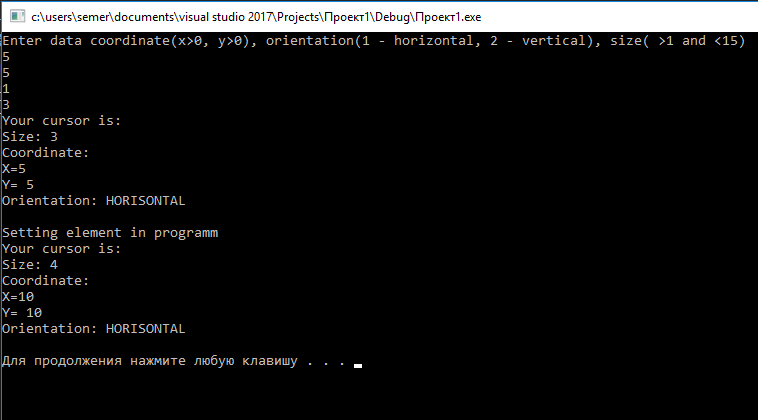 c:\users\semer\documents\visual studio 2017\Projects\Проект1\Debug\Проект1.exe
Enter data coordinate(x>0, y>0), orientation(1 - horizontal, 2 - vertical), size( >1 and <15)
5
5
1
3
Your cursor is:
Size: 3
Coordinate:
X=5
Y= 5
Orientation: HORISONTAL
Setting element in programm
Your cursor is:
Size: 4
Coordinate:
X=10
Y= 10
Orientation: HORISONTAL
Для продолжения нажмите любую клавишу . . .